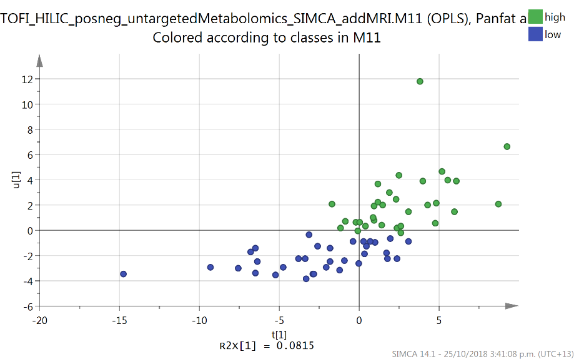 TOFI_HILIC_posneg_untargetedMetabolomics_SIMCA_addMRI.M11 (OPLS), Panfat a
Colored according to classes in M11
high
low
12
10
8
6
4
2
0
-2
-4
-6
u[1]
-20
-15
-10
-5
0
5
t[1]
R2X[1] = 0.0815
SIMCA 14.1 - 25/10/2018 3:41:08 p.m. (UTC+13)